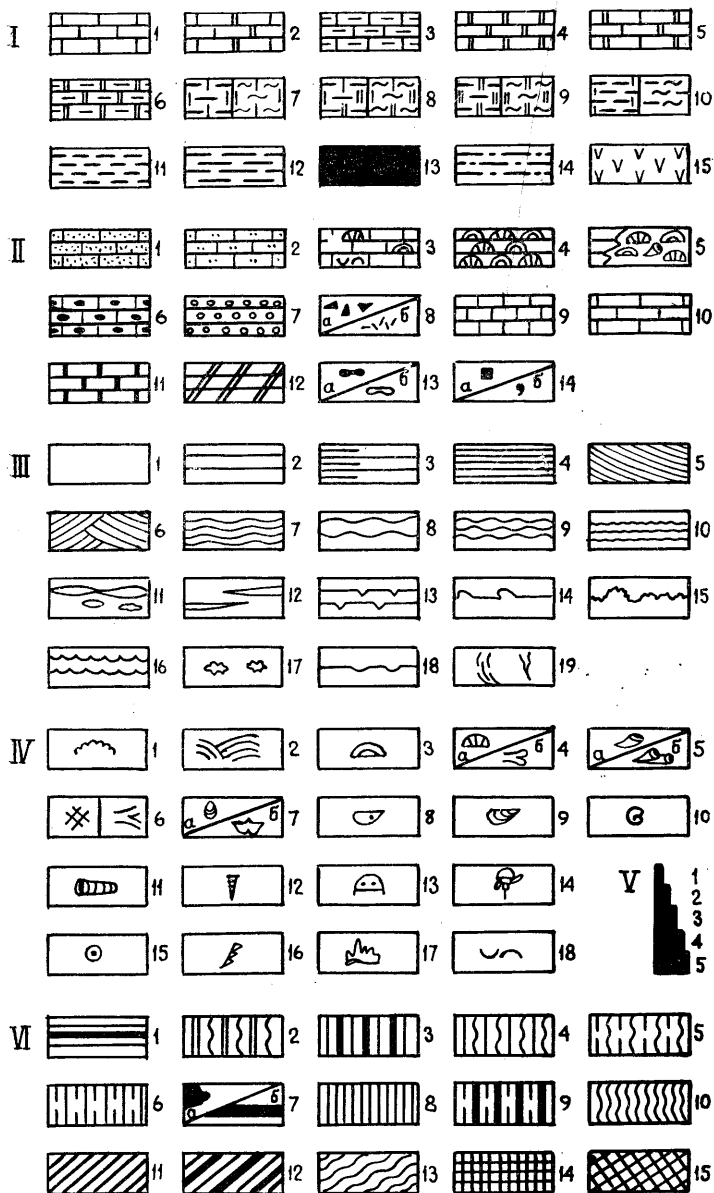 I 1 2 3 4 5
6 7 8 9 10
11 12 13 14 15
II 1 2 3 4 5
6 7 а б 8 9 10
11 12 а б 13 а б 14
III 1 2 3 4 5
6 7 8 9 10
11 12 13 14 15
16 17 18 19
IV 1 2 3 а б 4 а б 5
6 а б 7 8 9 10
11 12 13 14 V 1
2
3
15 16 17 18 4
5
VI 1 2 3 4 5
6 а б 7 8 9 10
11 12 13 14 15